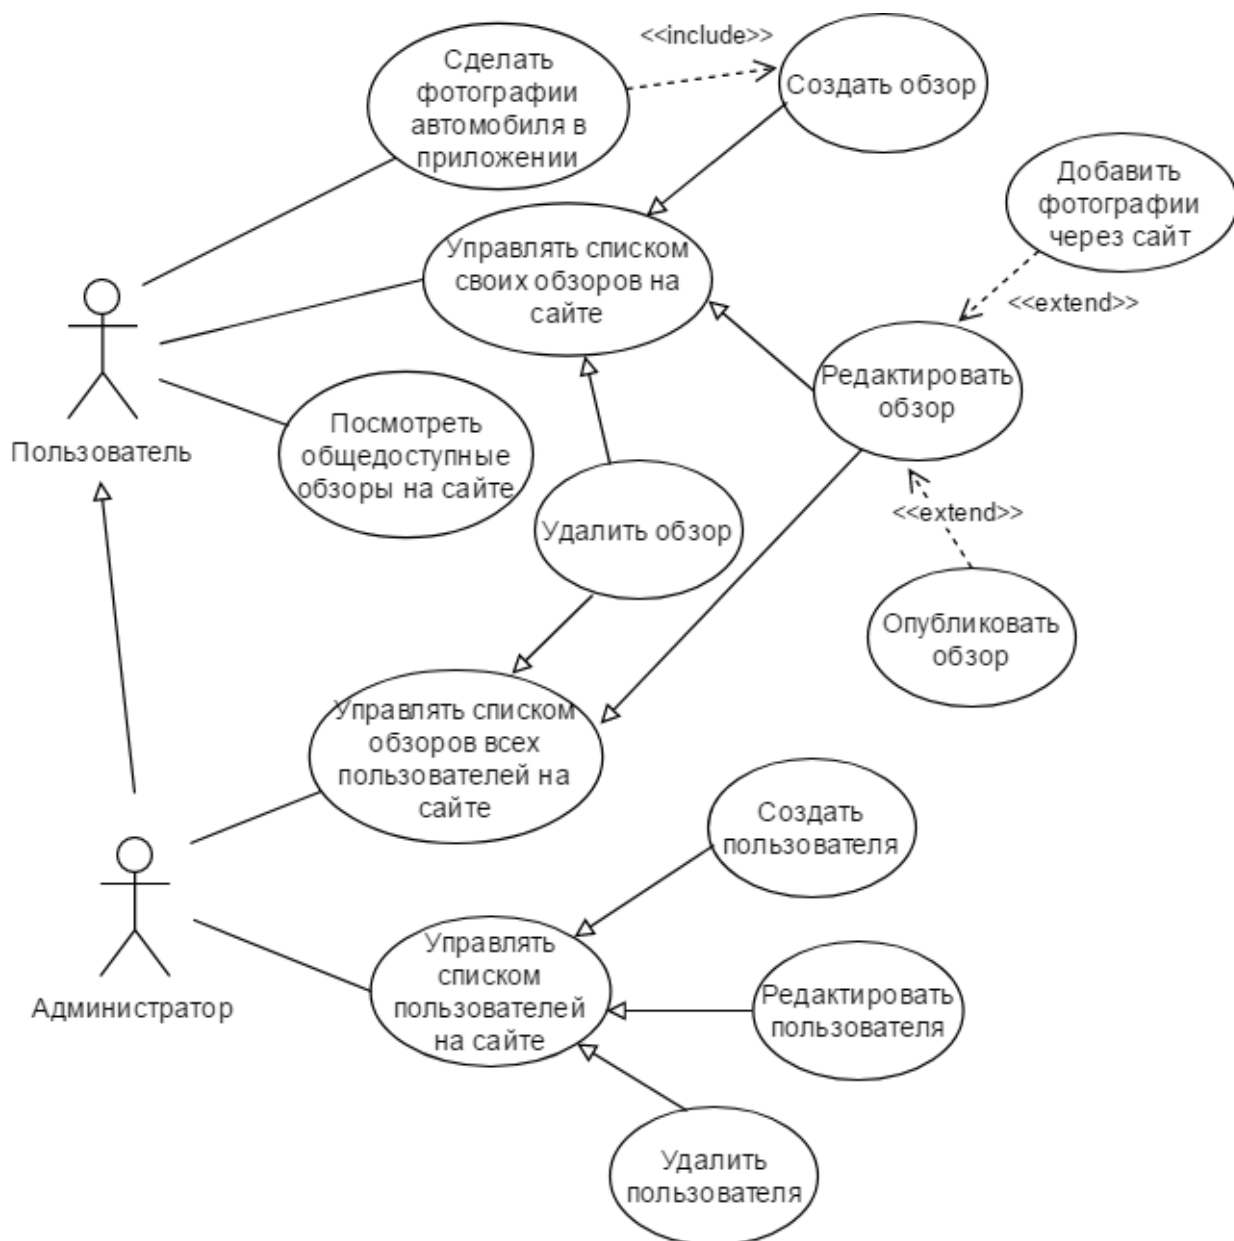 <<include>>
Сделать
фотографии
автомобиля в
приложении
Создать обзор
Добавить
фотографии
через сайт
<<extend>>
Управлять списком
своих обзоров на
сайте
Редактировать
обзор
Пользователь
Посмотреть
общедоступные
обзоры на сайте
Удалить обзор
<<extend>>
Опубликовать
обзор
Управлять списком
обзоров всех
пользователей на
сайте
Создать
пользователя
Администратор
Управлять
списком
пользователей
на сайте
Редактировать
пользователя
Удалить
пользователя